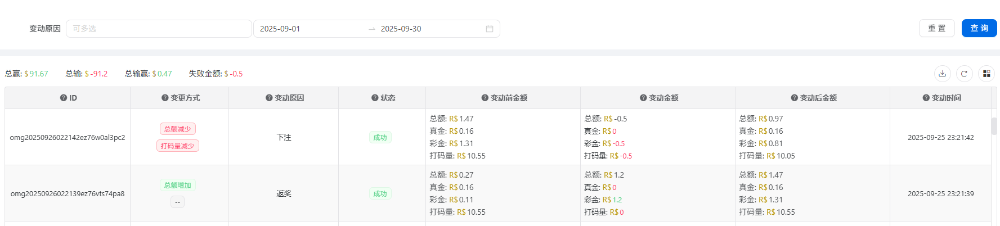 变动原因 可多选 2025-09-01 → 2025-09-30 重 置 查 询
总赢: $ 91.67 总输: $ -91.2 总输赢: $ 0.47 失败金额: $ -0.5
ID 变更方式 变动原因 状态 变动前金额 变动金额 变动后金额 变动时间
omg20250926022142ez76w0al3pc2
总额减少
打码量减少
下注
成功
总额: R$ 1.47
真金: R$ 0.16
彩金: R$ 1.31
打码量: R$ 10.55
总额: R$ -0.5
真金: R$ 0
彩金: R$ -0.5
打码量: R$ -0.5
总额: R$ 0.97
真金: R$ 0.16
彩金: R$ 0.81
打码量: R$ 10.05
2025-09-25 23:21:42
omg20250926022139ez76vts74pa8
总额增加
--
返奖
成功
总额: R$ 0.27
真金: R$ 0.16
彩金: R$ 0.11
打码量: R$ 10.55
总额: R$ 1.2
真金: R$ 0
彩金: R$ 1.2
打码量: R$ 0
总额: R$ 1.47
真金: R$ 0.16
彩金: R$ 1.31
打码量: R$ 10.55
2025-09-25 23:21:39